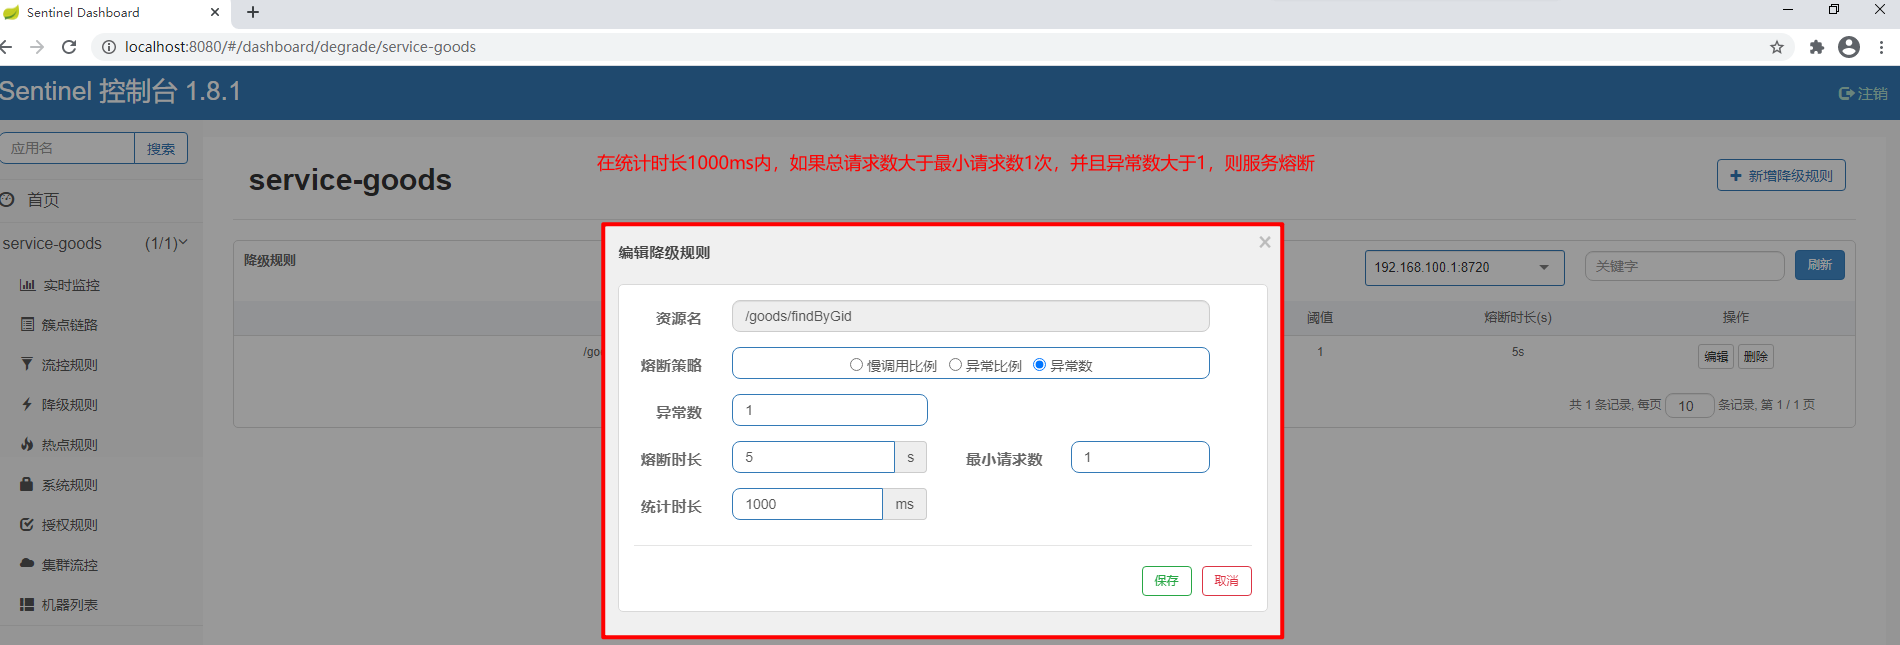 Sentinel Dashboard
localhost:8080/#/dashboard/degrade/service-goods
Sentinel 控制台 1.8.1
注销
应用名
搜索
首页
service-goods (1/1)
实时监控
簇点链路
流控规则
降级规则
热点规则
系统规则
授权规则
集群流控
机器列表
service-goods
在统计时长1000ms内，如果总请求数大于最小请求数1次，并且异常数大于1，则服务熔断
新增降级规则
降级规则
192.168.100.1:8720
关键字
刷新
阈值 熔断时长(s) 操作
/go
1 5s 编辑 删除
共 1 条记录, 每页 10 条记录, 第 1 / 1 页
编辑降级规则
×
资源名 /goods/findByGid
熔断策略 慢调用比例 异常比例 异常数
异常数 1
熔断时长 5 s 最小请求数 1
统计时长 1000 ms
保存 取消